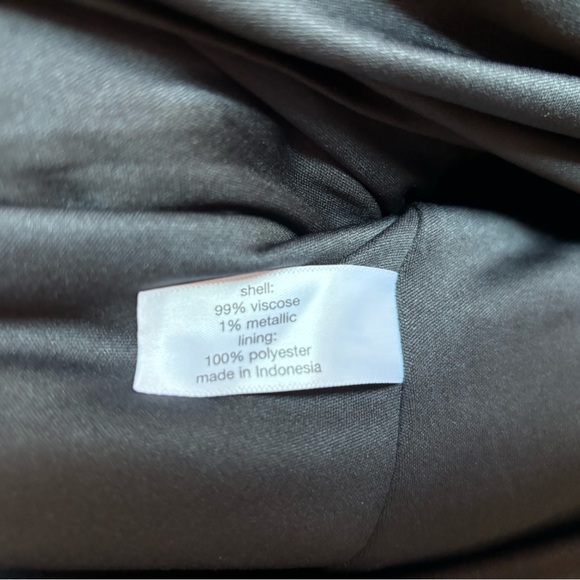 shell:
99% viscose
1% metallic
lining:
100% polyester
made in Indonesia